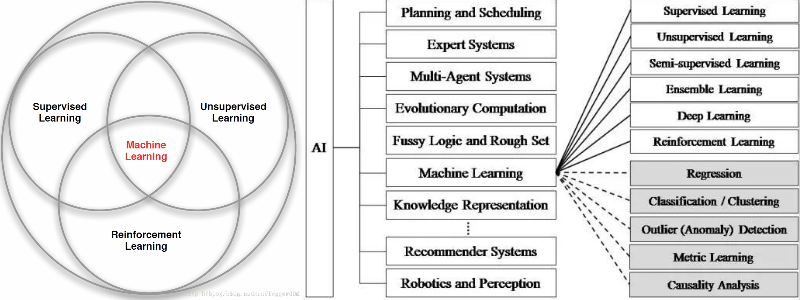 Supervised
Learning
Unsupervised
Learning
Machine
Learning
Reinforcement
Learning
AI
Planning and Scheduling
Expert Systems
Multi-Agent Systems
Evolutionary Computation
Fussy Logic and Rough Set
Machine Learning
Knowledge Representation
Recommender Systems
Robotics and Perception
Supervised Learning
Unsupervised Learning
Semi-supervised Learning
Ensemble Learning
Deep Learning
Reinforcement Learning
Regression
Classification / Clustering
Outlier (Anomaly) Detection
Metric Learning
Causality Analysis